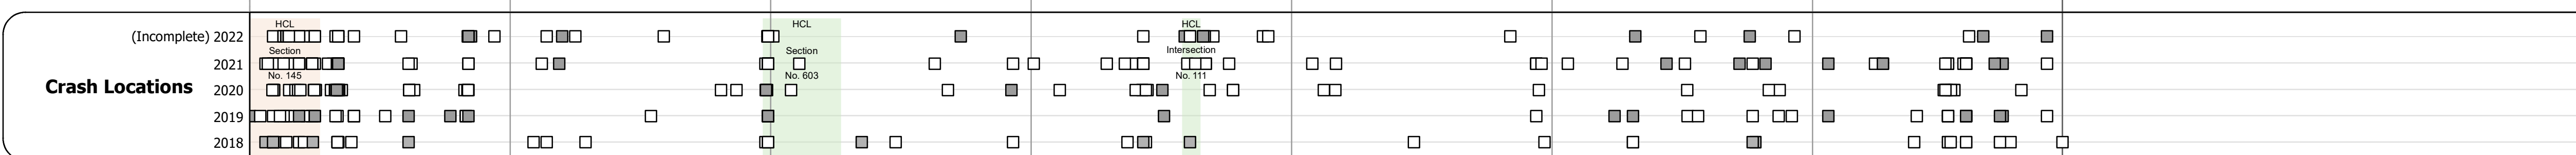 HCL HCL HCL
(Incomplete) 2022
Section Section Intersection
2021
No. 145 No. 603 No. 111
Crash Locations
2020
2019
2018